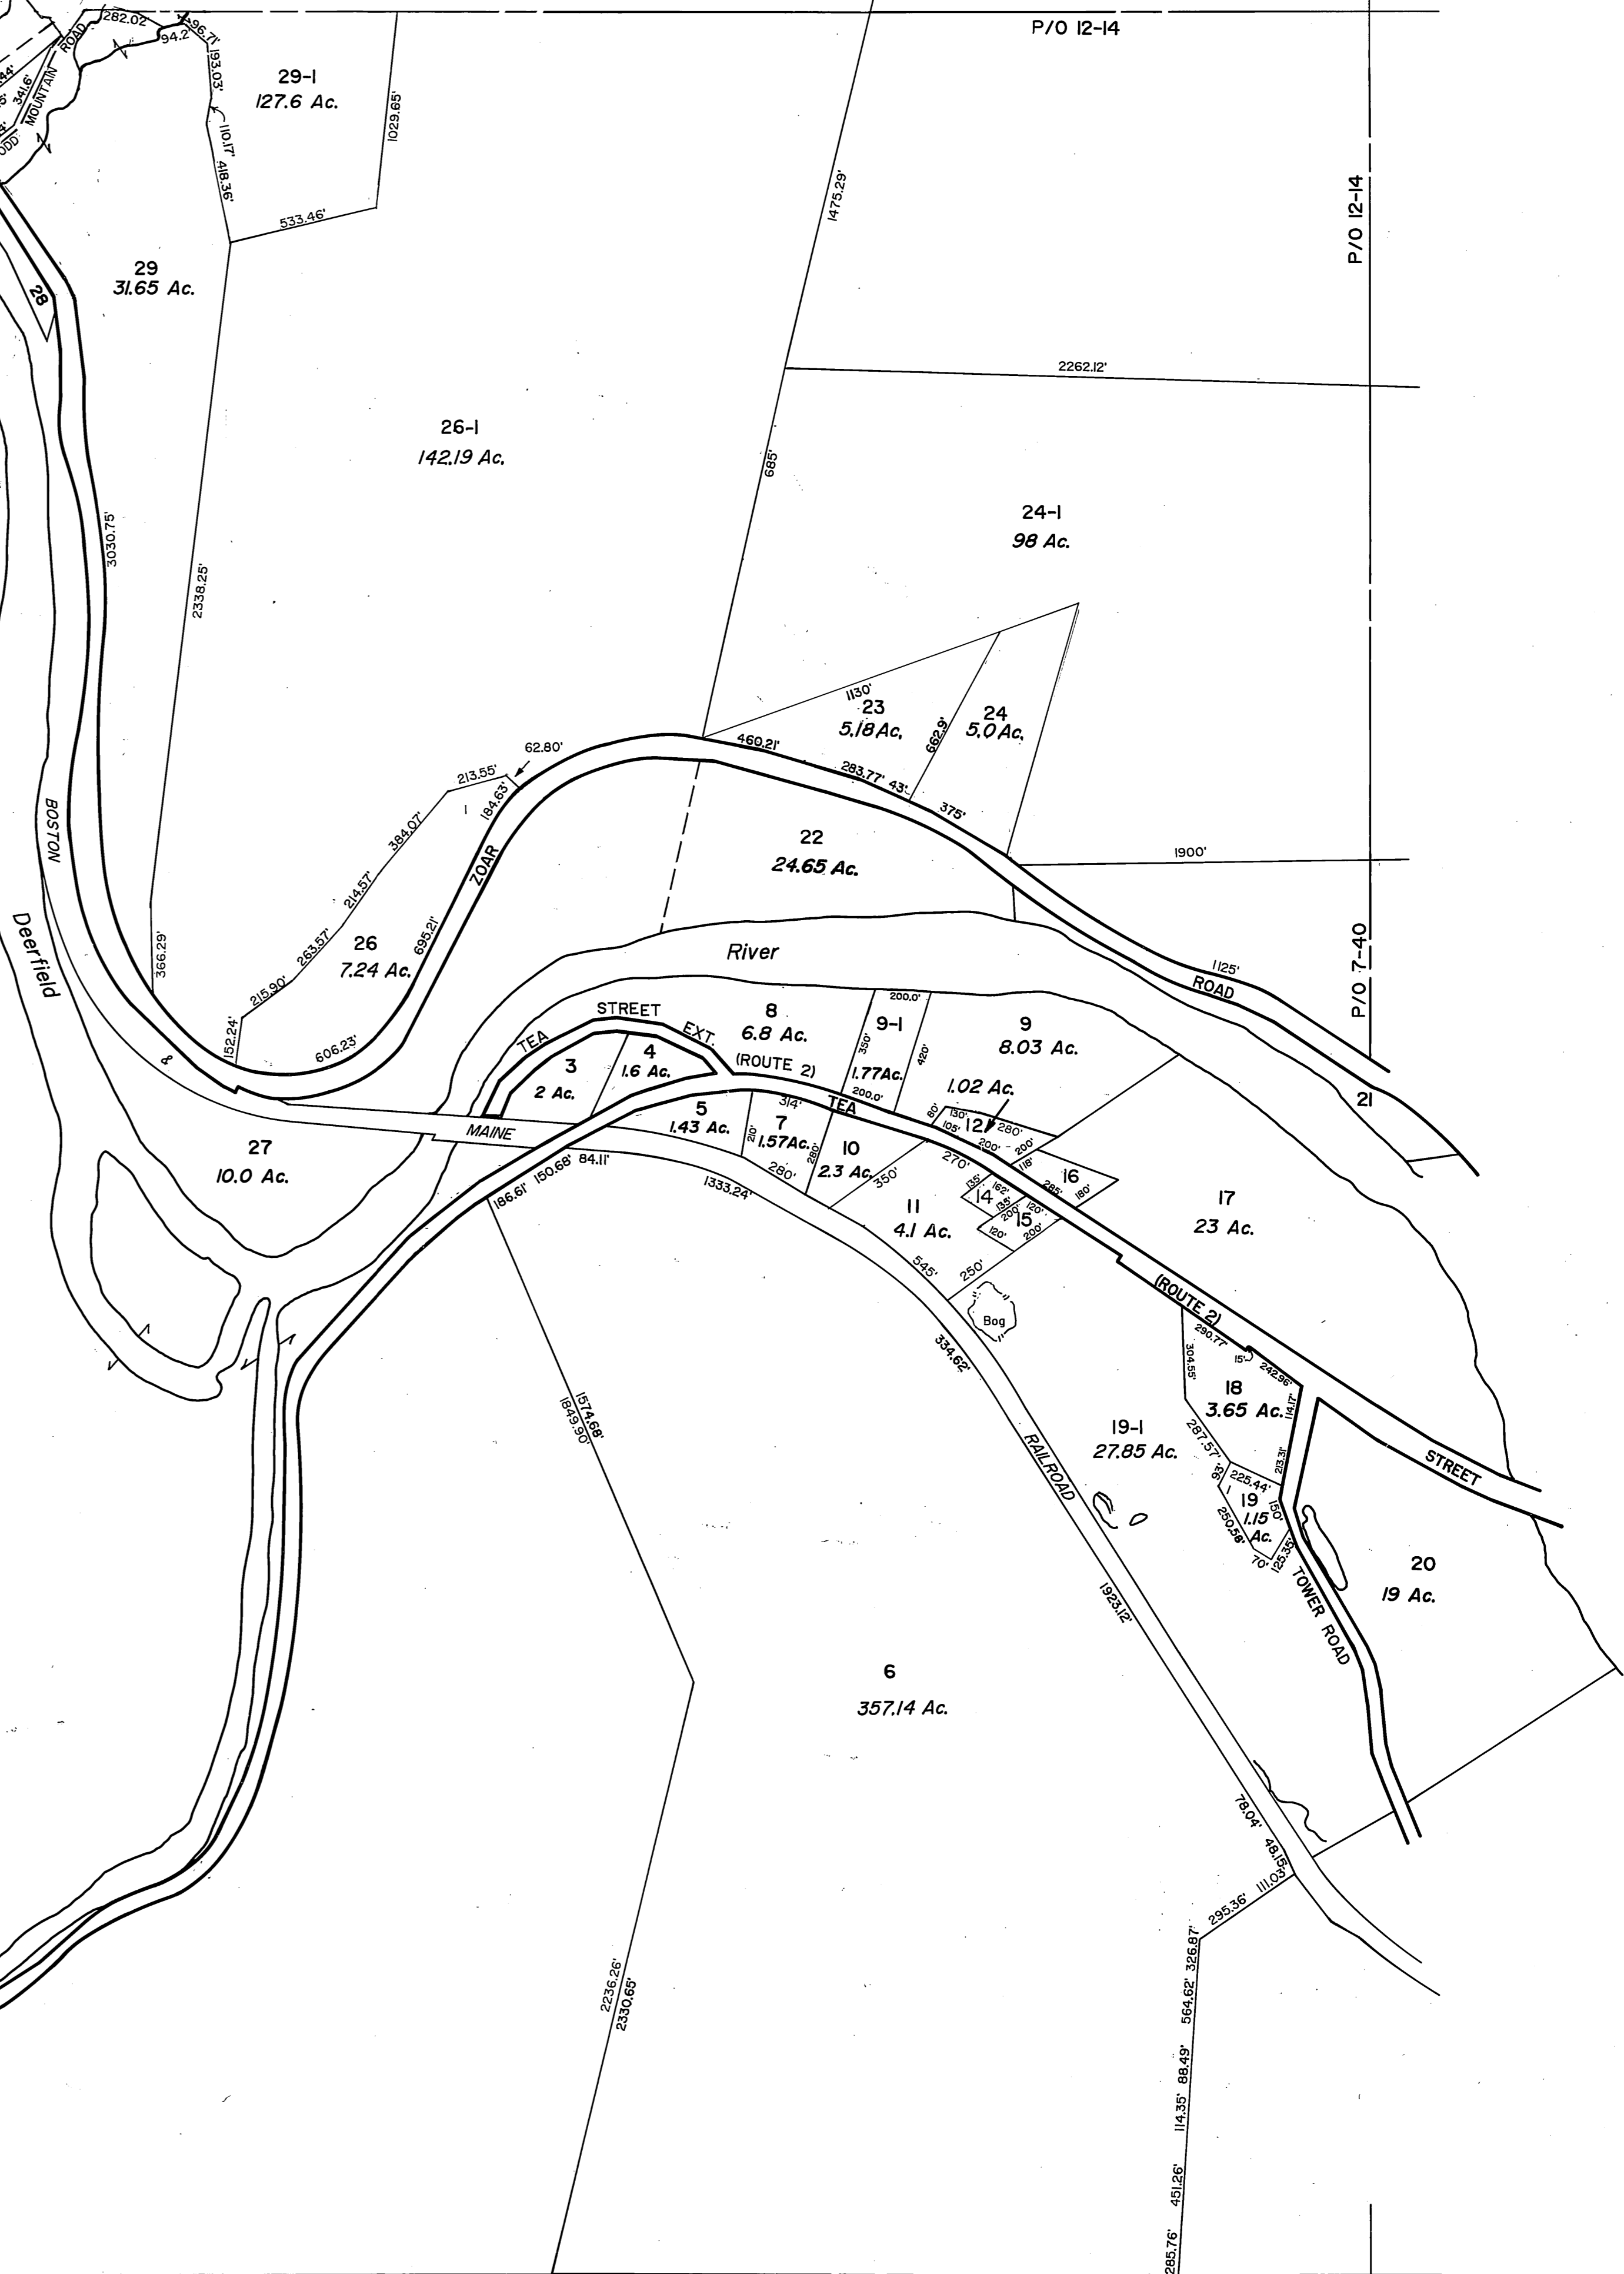 282.02'
94.2'
96.71'
P/O 12-14
ROAD
MOUNTAIN
341.6'
193.03'
29-1
127.6 Ac.
1029.65'
110.17'
418.36'
533.46'
1475.29'
P/O 12-14
29
31.65 Ac.
28
2262.12'
26-1
142.19 Ac.
685'
24-1
98 Ac.
3030.75'
2338.25'
1130'
23
5.18 Ac.
662.9'
24
5.0 Ac.
460.21'
62.80'
213.55'
184.63'
283.77'
43'
375'
BOSTON
384.07'
22
24.65 Ac.
1900'
ZOAR
214.57'
Deerfield
366.29'
263.57'
26
7.24 Ac.
695.21'
River
P/O 7-40
1125'
ROAD
215.90'
152.24'
606.23'
&
TEA
STREET
EXT.
8
6.8 Ac.
200.0'
9-1
1.77 Ac.
350'
420'
9
8.03 Ac.
3
2 Ac.
4
1.6 Ac.
(ROUTE 2)
200.0'
1.02 Ac.
21
MAINE
5
1.43 Ac.
210'
314'
7
1.57 Ac.
280'
TEA
80'
130'
105'
12
280'
200'
200'
27
10.0 Ac.
10
2.3 Ac.
280'
350'
270'
118'
16
285'
180'
84.11'
150.68'
186.61'
1333.24'
11
4.1 Ac.
135'
14
162'
135'
200'
120'
15
120'
200'
17
23 Ac.
545'
250'
Bog
(ROUTE 2)
290.77'
15'
242.96'
304.55'
334.62'
18
3.65 Ac.
114.17'
1574.68'
1849.90'
19-1
27.85 Ac.
287.57'
213.31'
RAILROAD
STREET
93'
225.44'
19
1.15
Ac.
150'
250.58'
70'
125.35'
20
19 Ac.
TOWER ROAD
1923.12'
6
357.14 Ac.
78.04'
48.15'
111.03'
295.36'
326.87'
2236.26'
2330.65'
564.62'
88.49'
114.35'
451.26'
285.76'